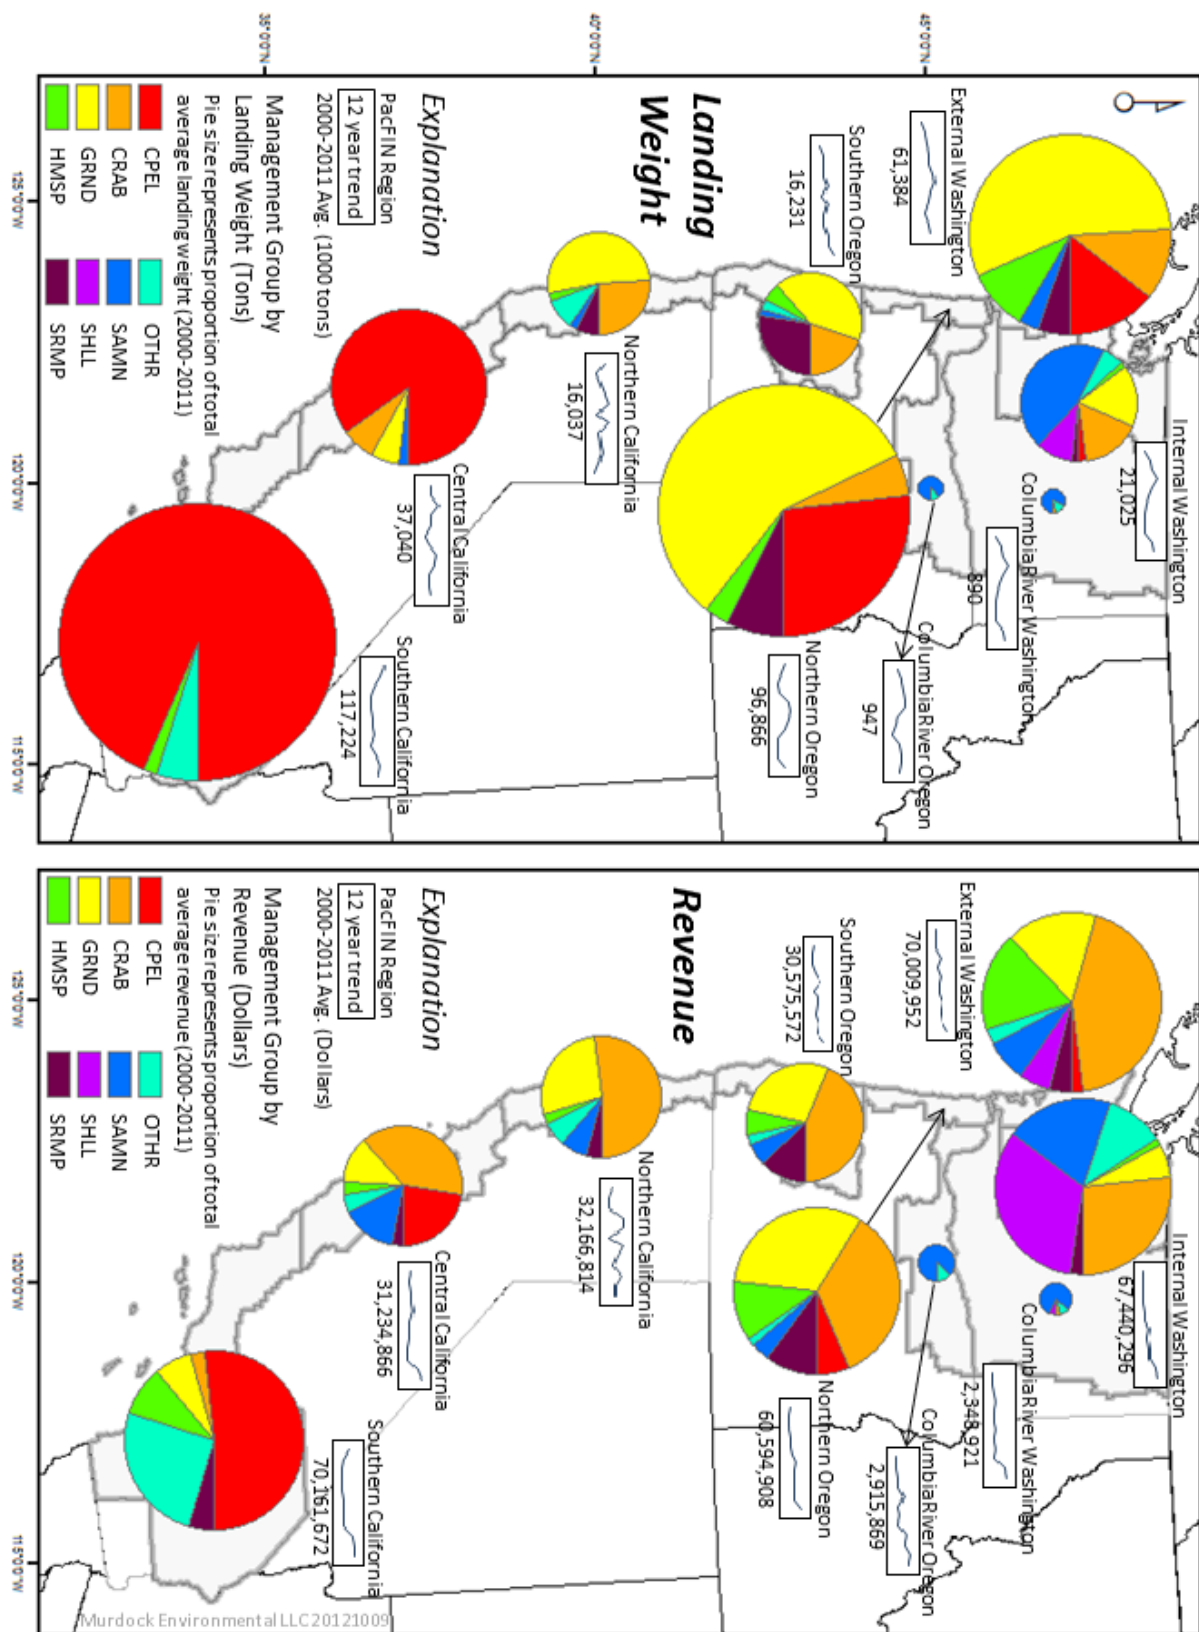 Landing
Weight
External Washington
61,384
Internal Washington
21,025
Columbia River Washington
890
Columbia River Oregon
947
Southern Oregon
16,231
Northern Oregon
96,866
Northern California
16,037
Central California
37,040
Southern California
117,224
Explanation
PacFIN Region
12 year trend
2000-2011 Avg. (1000 tons)
Management Group by
Landing Weight (Tons)
Pie size represents proportion of total
average landing weight (2000-2011)
CPEL
OTHR
CRAB
SAMN
GRND
SHLL
HMSP
SRMP
45°0'0"N
40°0'0"N
35°0'0"N
125°0'0"W
120°0'0"W
115°0'0"W
Revenue
External Washington
70,009,952
Internal Washington
67,440,296
Columbia River Washington
2,348,921
Columbia River Oregon
2,915,869
Southern Oregon
30,575,572
Northern Oregon
60,594,908
Northern California
32,166,814
Central California
31,234,866
Southern California
70,161,672
Explanation
PacFIN Region
12 year trend
2000-2011 Avg. (Dollars)
Management Group by
Revenue (Dollars)
Pie size represents proportion of total
average revenue (2000-2011)
CPEL
OTHR
CRAB
SAMN
GRND
SHLL
HMSP
SRMP
125°0'0"W
120°0'0"W
115°0'0"W
Murdock Environmental LLC 20121009